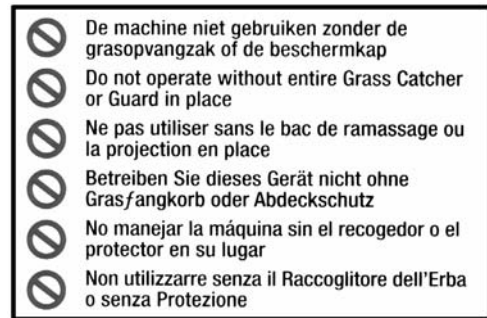 De machine niet gebruiken zonder de
grasopvangzak of de beschermkap
Do not operate without entire Grass Catcher
or Guard in place
Ne pas utiliser sans le bac de ramassage ou
la projection en place
Betreiben Sie dieses Gerät nicht ohne
Grasƒangkorb oder Abdeckschutz
No manejar la máquina sin el recogedor o el
protector en su lugar
Non utilizzarre senza il Raccoglitore dell'Erba
o senza Protezione